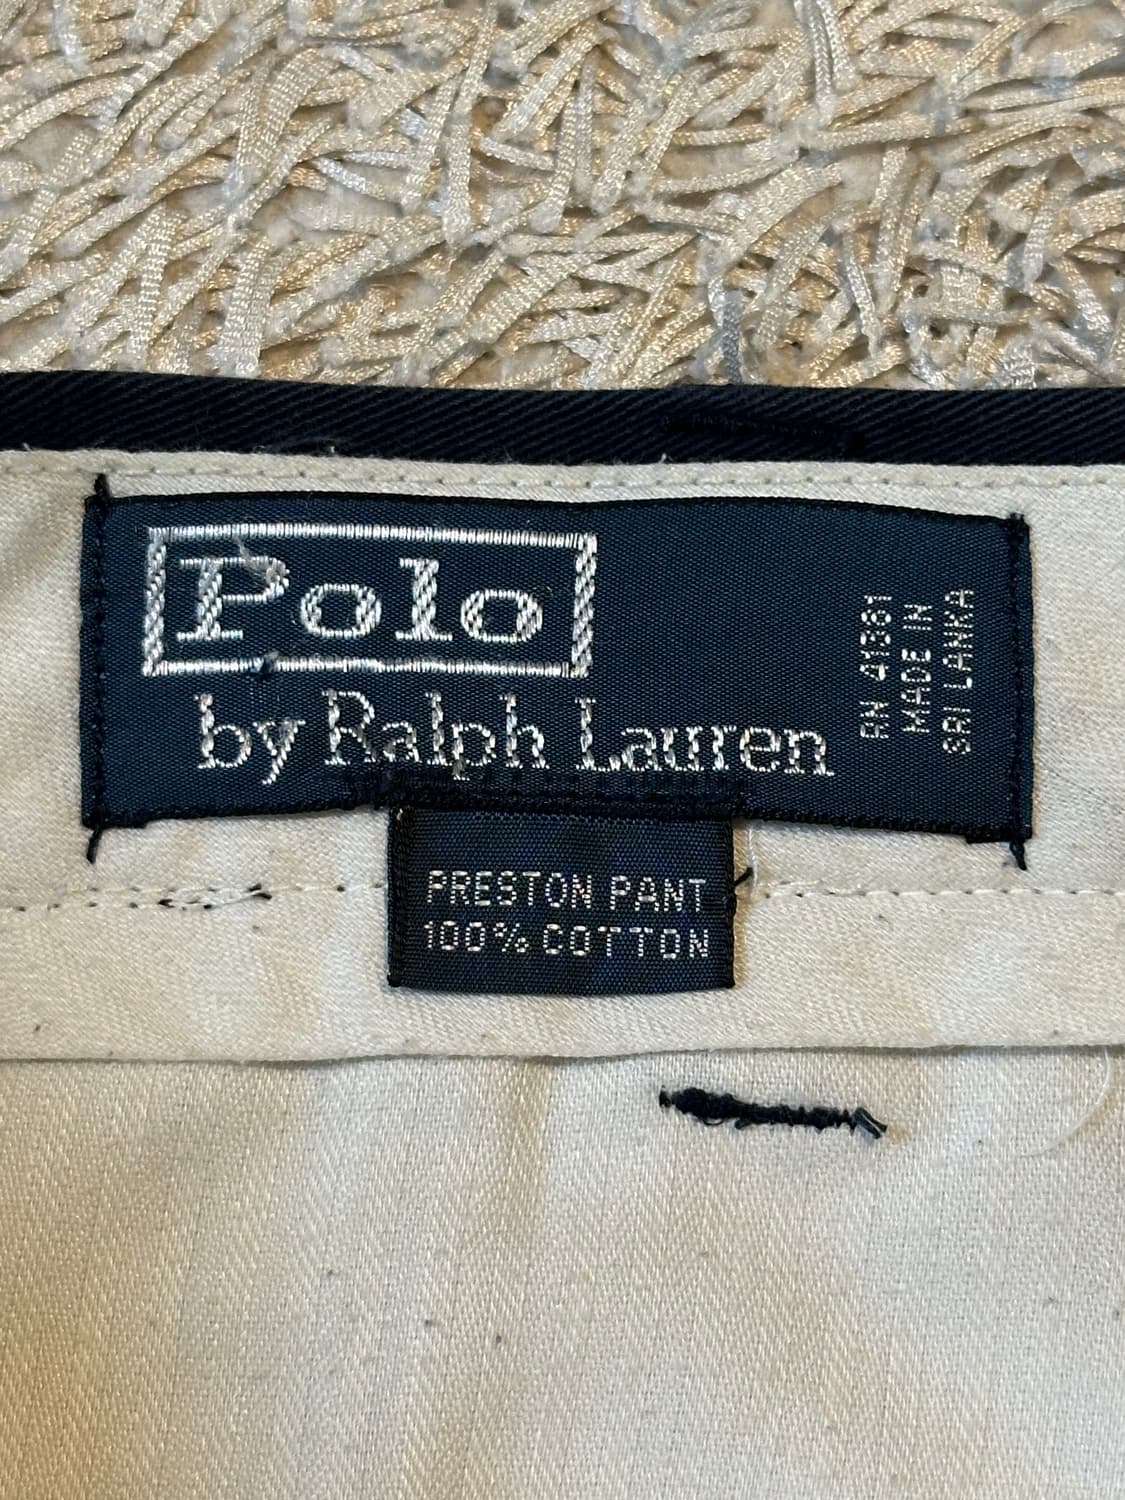 Polo
by Ralph Lauren
RN 41381
MADE IN
SRI LANKA
PRESTON PANT
100% COTTON